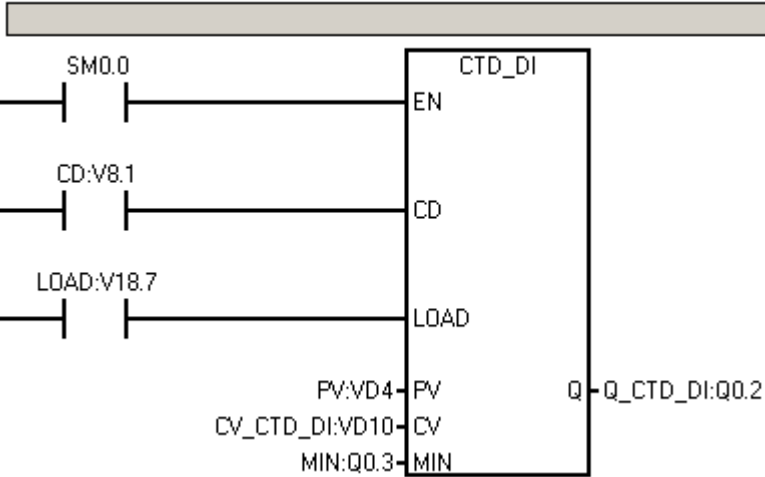 SM0.0
CTD_DI
EN
CD:V8.1
CD
LOAD:V18.7
LOAD
PV:VD4 PV Q Q_CTD_DI:Q0.2
CV_CTD_DI:VD10 CV
MIN:Q0.3 MIN